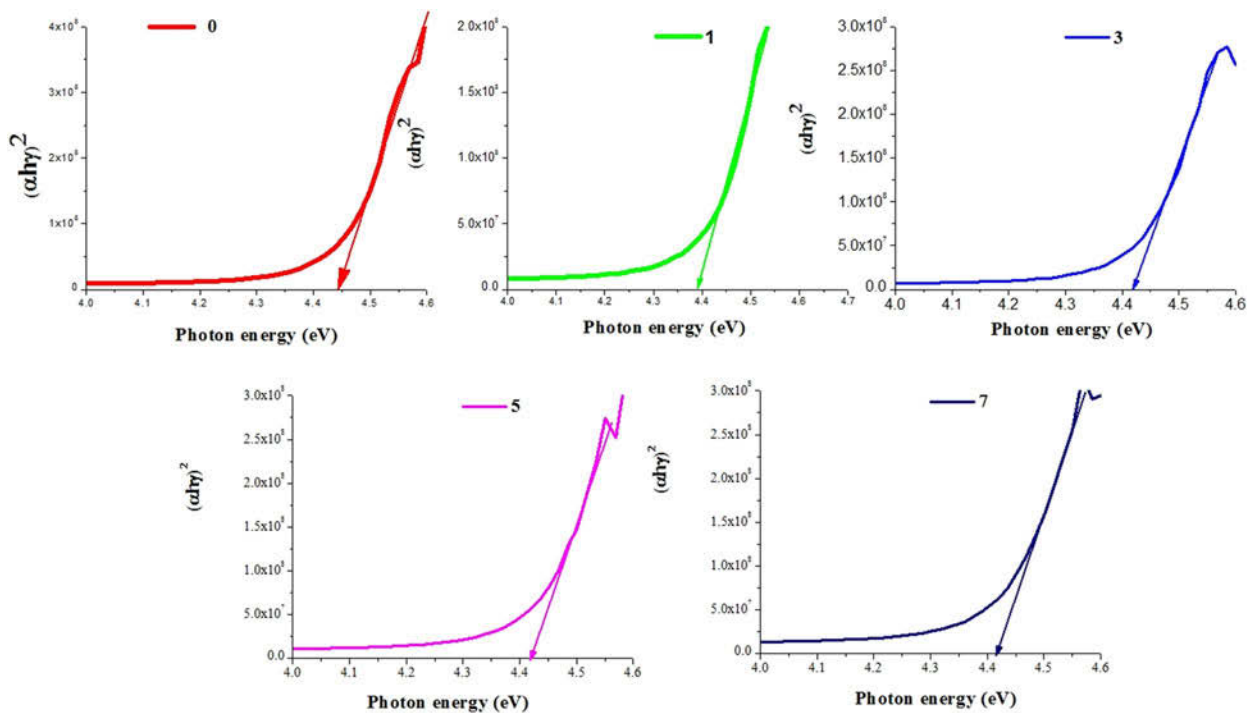 0
4x10⁸
3x10⁸
2x10⁸
1x10⁸
0
(αhγ)²
4.0 4.1 4.2 4.3 4.4 4.5 4.6
Photon energy (eV)
1
2.0x10⁸
1.5x10⁸
1.0x10⁸
5.0x10⁷
0.0
(αhγ)²
4.0 4.1 4.2 4.3 4.4 4.5 4.6 4.7
Photon energy (eV)
3
3.0x10⁸
2.5x10⁸
2.0x10⁸
1.5x10⁸
1.0x10⁸
5.0x10⁷
0.0
(αhγ)²
4.0 4.1 4.2 4.3 4.4 4.5 4.6
Photon energy (eV)
5
3.0x10⁸
2.5x10⁸
2.0x10⁸
1.5x10⁸
1.0x10⁸
5.0x10⁷
0.0
(αhγ)²
4.0 4.1 4.2 4.3 4.4 4.5 4.6
Photon energy (eV)
7
3.0x10⁸
2.5x10⁸
2.0x10⁸
1.5x10⁸
1.0x10⁸
5.0x10⁷
0.0
(αhγ)²
4.0 4.1 4.2 4.3 4.4 4.5 4.6
Photon energy (eV)